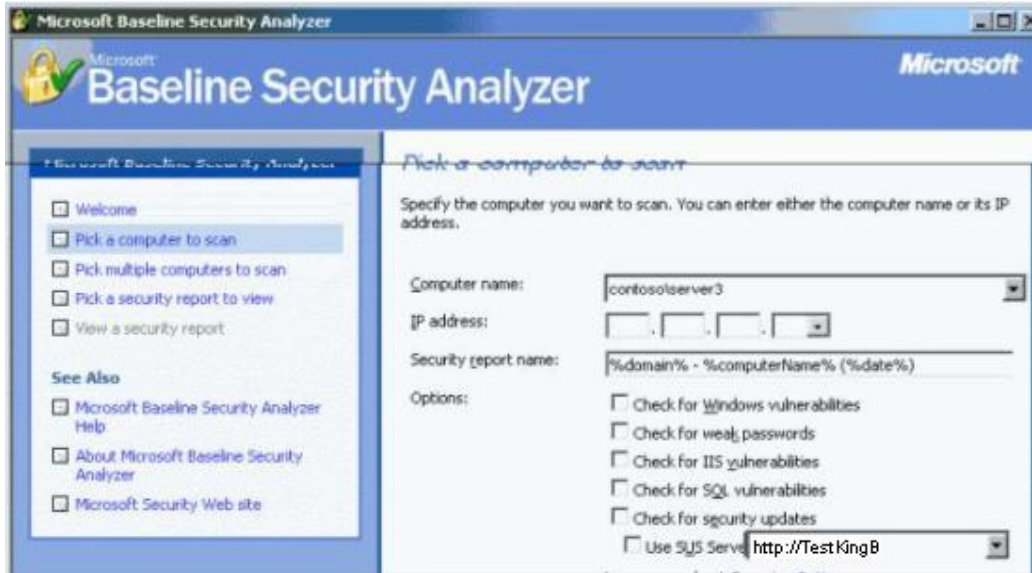 Microsoft Baseline Security Analyzer
Microsoft
Baseline Security Analyzer
Microsoft
Microsoft Baseline Security Analyzer
Welcome
Pick a computer to scan
Pick multiple computers to scan
Pick a security report to view
View a security report
See Also
Microsoft Baseline Security Analyzer
Help
About Microsoft Baseline Security
Analyzer
Microsoft Security Web site
Pick a computer to scan
Specify the computer you want to scan. You can enter either the computer name or its IP
address.
Computer name:
contoso\server3
IP address:
Security report name:
%domain% - %computerName% (%date%)
Options:
Check for Windows vulnerabilities
Check for weak passwords
Check for IIS vulnerabilities
Check for SQL vulnerabilities
Check for security updates
Use SUS Serve http://TestKingB